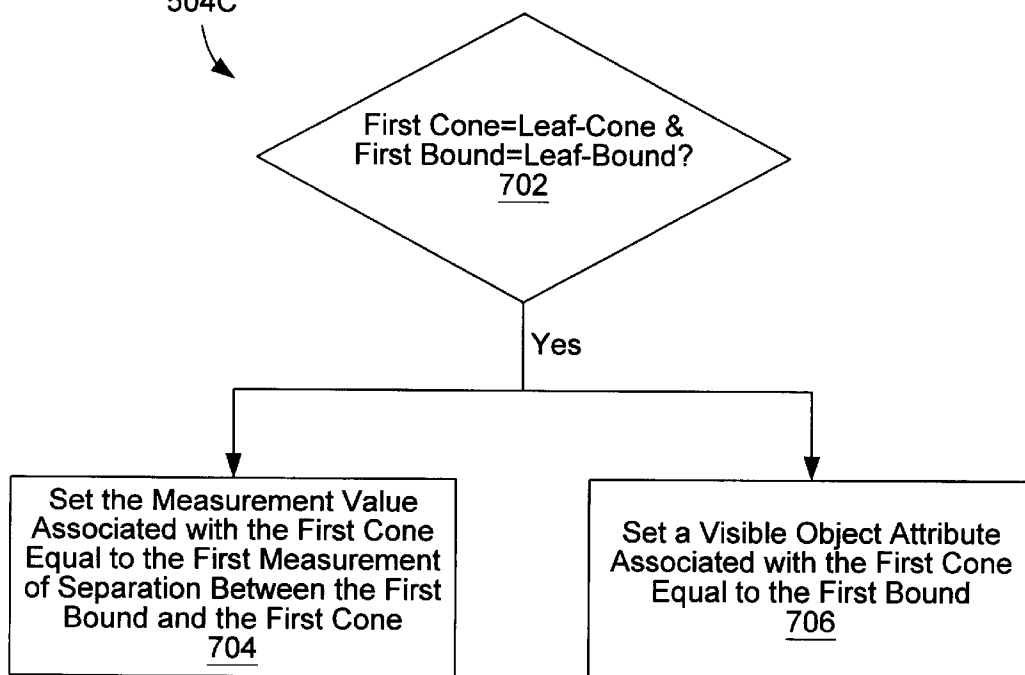 504C
First Cone=Leaf-Cone &
First Bound=Leaf-Bound?
702
Yes
Set the Measurement Value
Associated with the First Cone
Equal to the First Measurement
of Separation Between the First
Bound and the First Cone
704
Set a Visible Object Attribute
Associated with the First Cone
Equal to the First Bound
706